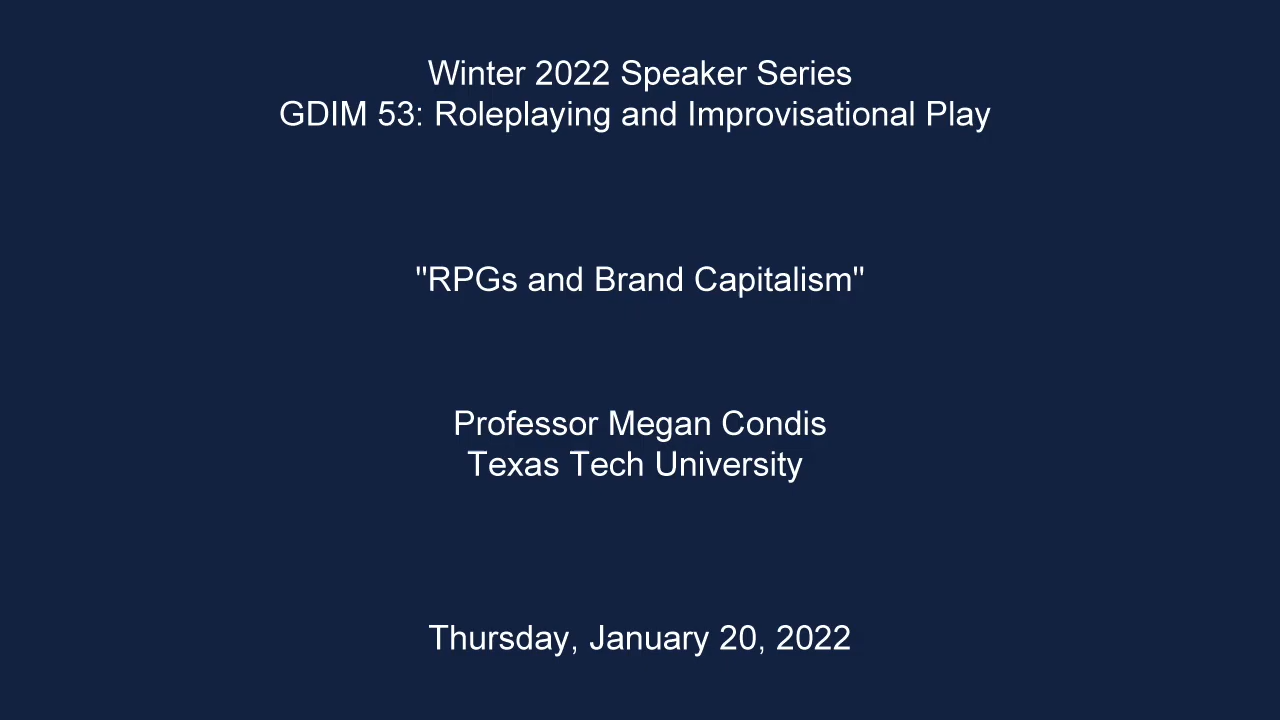 Winter 2022 Speaker Series
GDIM 53: Roleplaying and Improvisational Play
"RPGs and Brand Capitalism"
Professor Megan Condis
Texas Tech University
Thursday, January 20, 2022